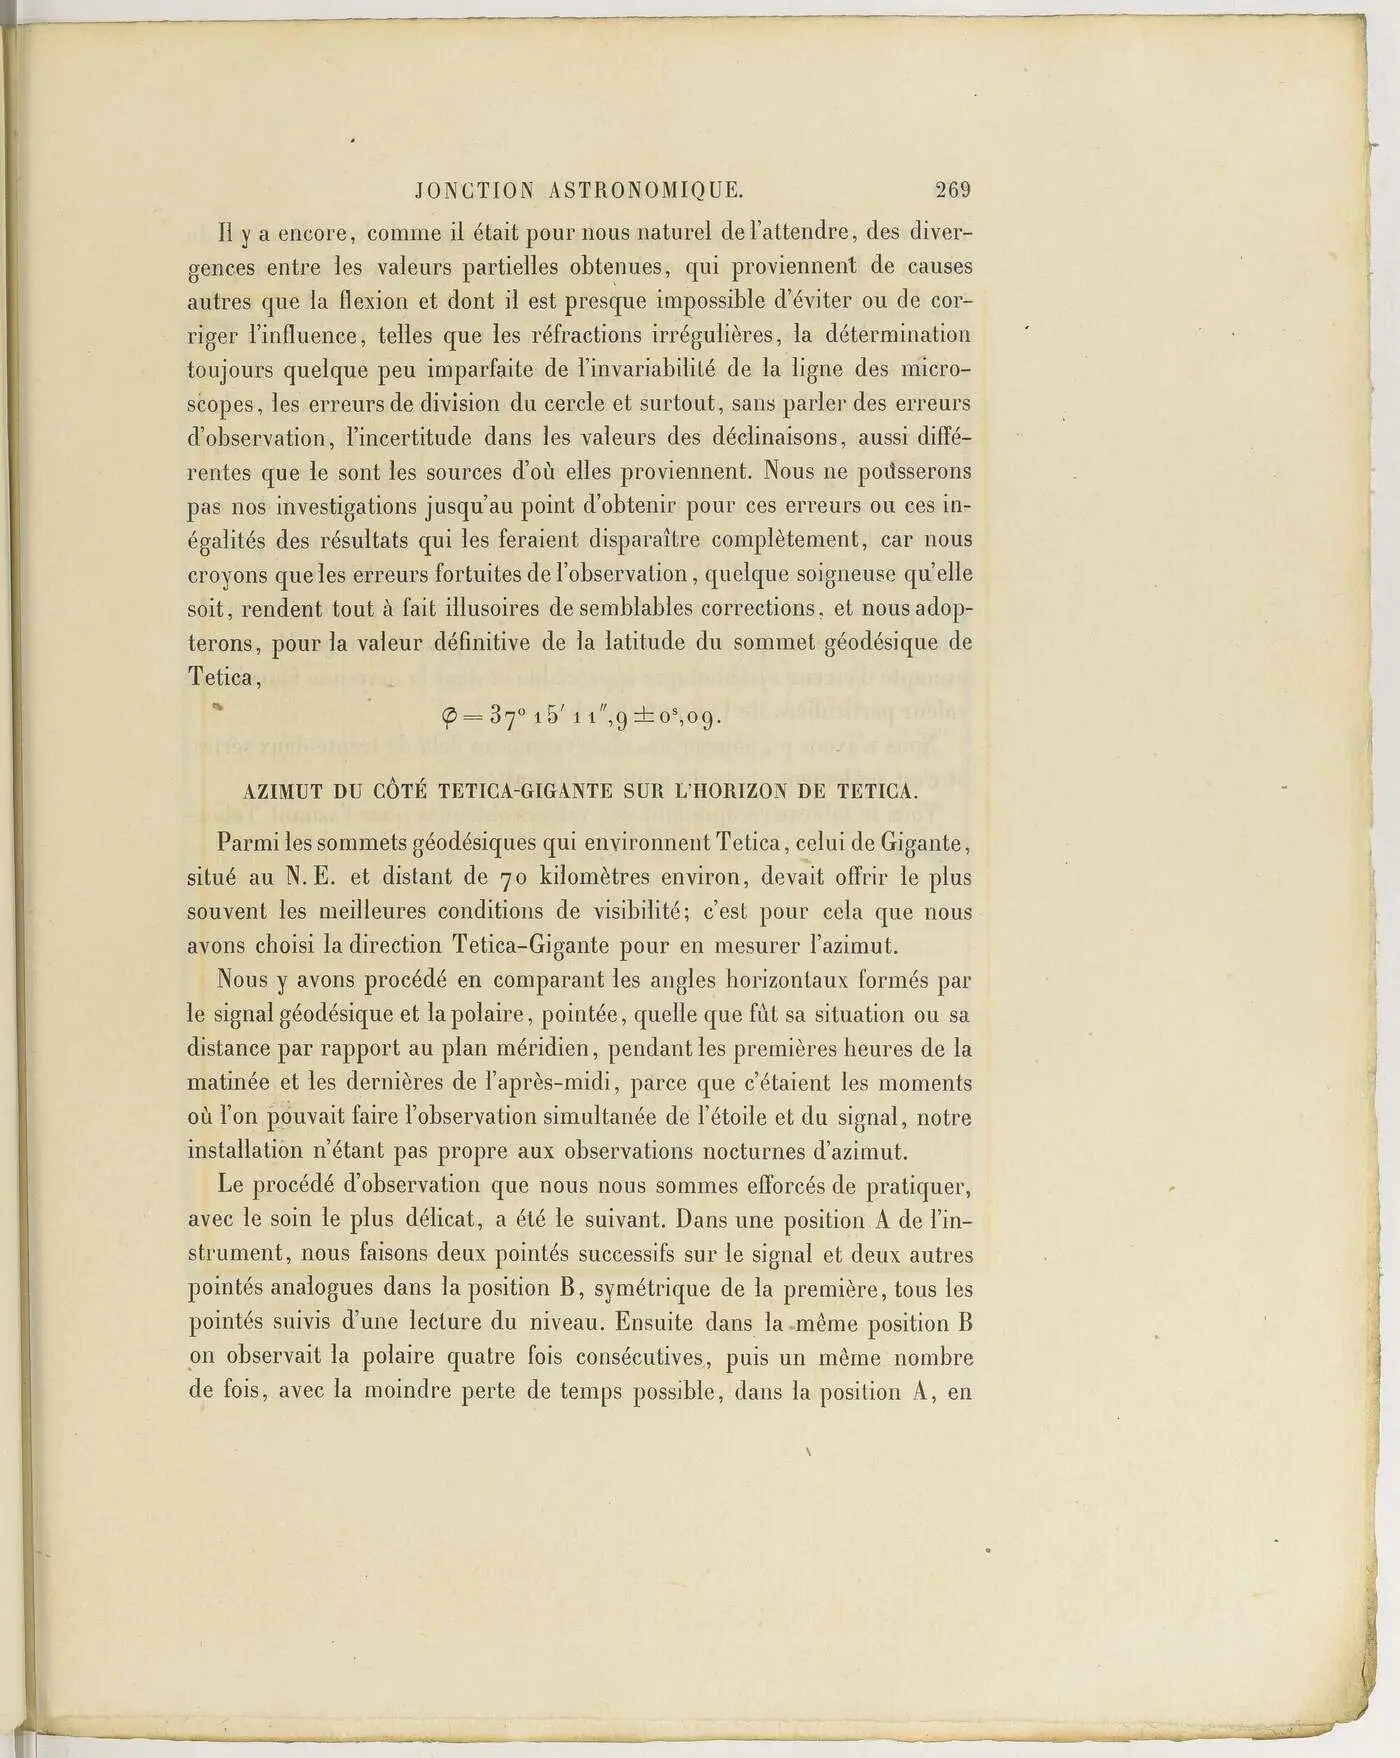 JONCTION ASTRONOMIQUE. 269
Il y a encore, comme il était pour nous naturel de l'attendre, des diver-
gences entre les valeurs partielles obtenues, qui proviennent de causes
autres que la flexion et dont il est presque impossible d'éviter ou de cor-
riger l'influence, telles que les réfractions irrégulières, la détermination
toujours quelque peu imparfaite de l'invariabilité de la ligne des micro-
scopes, les erreurs de division du cercle et surtout, sans parler des erreurs
d'observation, l'incertitude dans les valeurs des déclinaisons, aussi diffé-
rentes que le sont les sources d'où elles proviennent. Nous ne pousserons
pas nos investigations jusqu'au point d'obtenir pour ces erreurs ou ces in-
égalités des résultats qui les feraient disparaître complètement, car nous
croyons que les erreurs fortuites de l'observation, quelque soigneuse qu'elle
soit, rendent tout à fait illusoires de semblables corrections, et nous adop-
terons, pour la valeur définitive de la latitude du sommet géodésique de
Tetica,
φ = 37° 15′ 11″,9 ± 0ˢ,09.
AZIMUT DU CÔTÉ TETICA-GIGANTE SUR L'HORIZON DE TETICA.
Parmi les sommets géodésiques qui environnent Tetica, celui de Gigante,
situé au N. E. et distant de 70 kilomètres environ, devait offrir le plus
souvent les meilleures conditions de visibilité; c'est pour cela que nous
avons choisi la direction Tetica-Gigante pour en mesurer l'azimut.
Nous y avons procédé en comparant les angles horizontaux formés par
le signal géodésique et la polaire, pointée, quelle que fût sa situation ou sa
distance par rapport au plan méridien, pendant les premières heures de la
matinée et les dernières de l'après-midi, parce que c'étaient les moments
où l'on pouvait faire l'observation simultanée de l'étoile et du signal, notre
installation n'étant pas propre aux observations nocturnes d'azimut.
Le procédé d'observation que nous nous sommes efforcés de pratiquer,
avec le soin le plus délicat, a été le suivant. Dans une position A de l'in-
strument, nous faisons deux pointés successifs sur le signal et deux autres
pointés analogues dans la position B, symétrique de la première, tous les
pointés suivis d'une lecture du niveau. Ensuite dans la même position B
on observait la polaire quatre fois consécutives, puis un même nombre
de fois, avec la moindre perte de temps possible, dans la position A, en